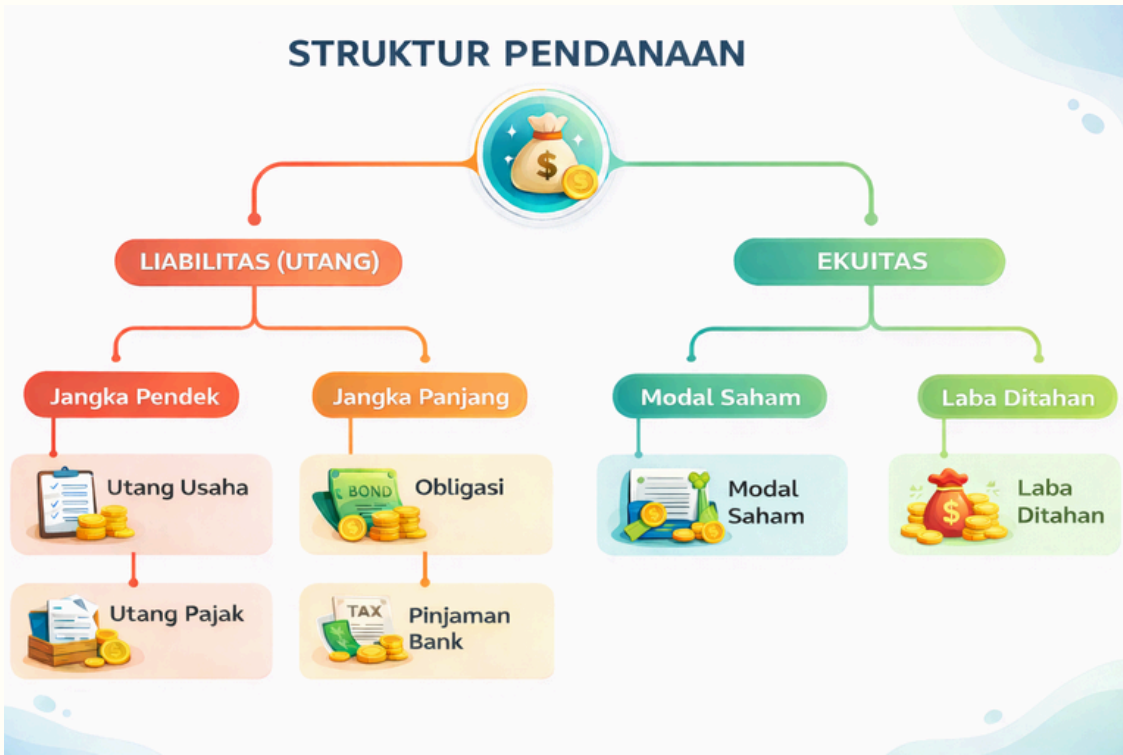 STRUKTUR PENDANAAN
$
LIABILITAS (UTANG)
EKUITAS
Jangka Pendek
Jangka Panjang
Modal Saham
Laba Ditahan
Utang Usaha
BOND
Obligasi
Modal
Saham
$
Laba
Ditahan
Utang Pajak
TAX
Pinjaman
Bank